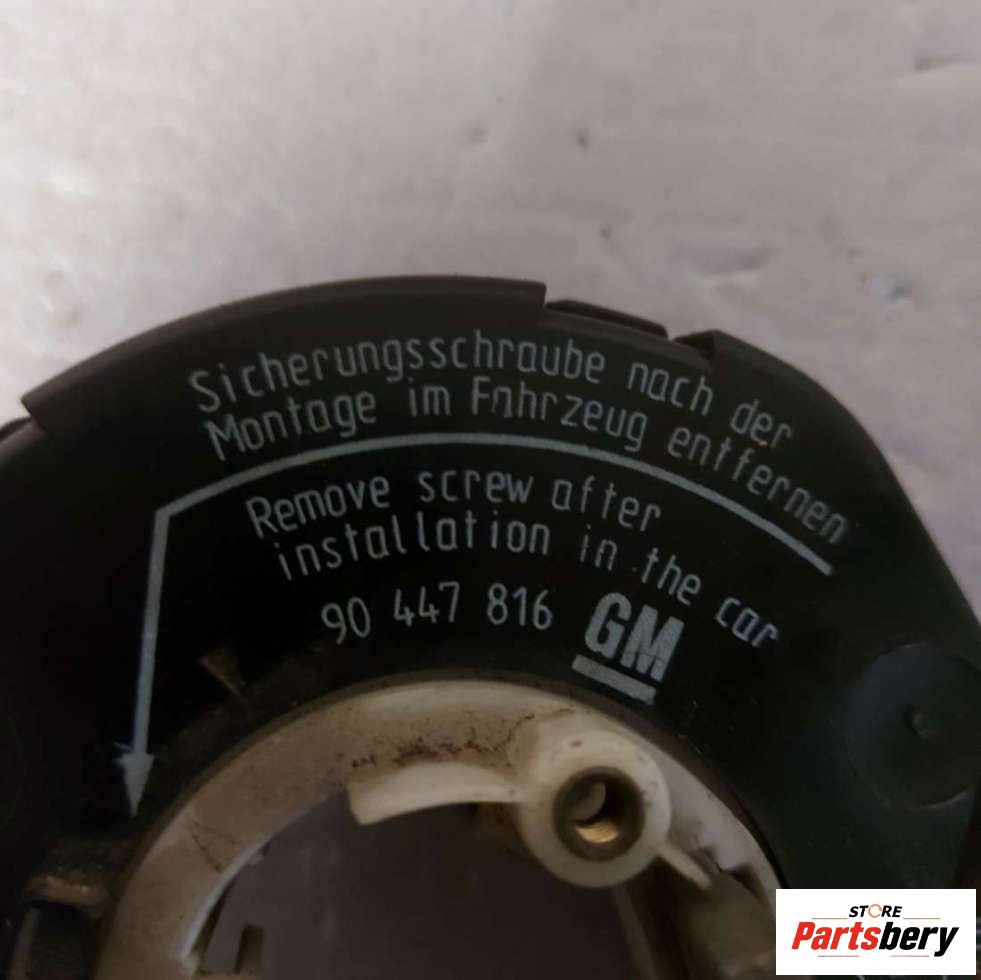 Sicherungsschraube nach der
Montage im Fahrzeug entfernen
Remove screw after
installation in the car
90 447 816
GM
STORE
Partsbery